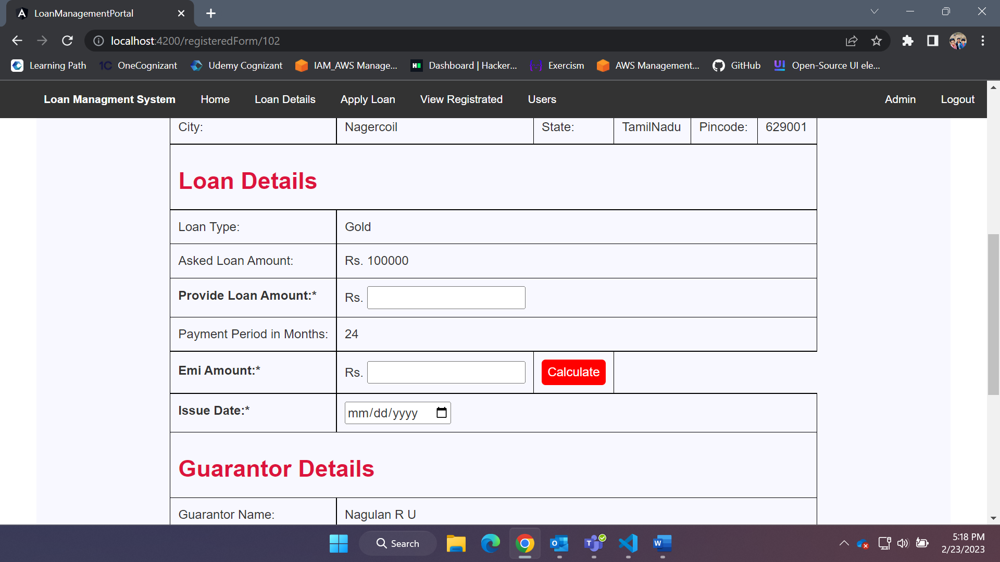 LoanManagementPortal
localhost:4200/registeredForm/102
Learning Path 1C OneCognizant Udemy Cognizant IAM_AWS Manage... Dashboard | Hacker... Exercism AWS Management... GitHub Open-Source UI ele...
Loan Managment System Home Loan Details Apply Loan View Registrated Users Admin Logout
City: Nagercoil State: TamilNadu Pincode: 629001
Loan Details
Loan Type: Gold
Asked Loan Amount: Rs. 100000
Provide Loan Amount:* Rs.
Payment Period in Months: 24
Emi Amount:* Rs. Calculate
Issue Date:* mm/dd/yyyy
Guarantor Details
Guarantor Name: Nagulan R U
Search
5:18 PM
2/23/2023